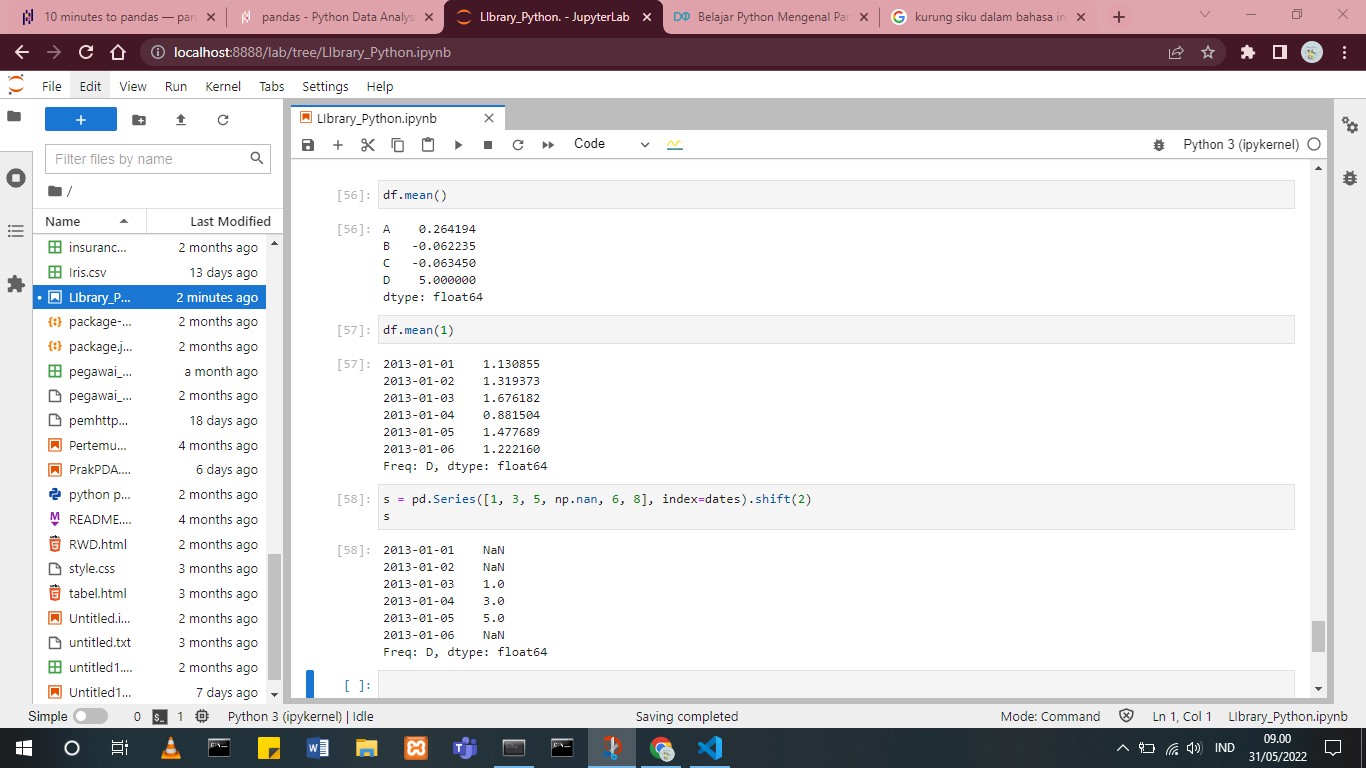 10 minutes to pandas — pan
pandas - Python Data Analys
LIbrary_Python. - JupyterLab
Belajar Python Mengenal Par
kurung siku dalam bahasa in
localhost:8888/lab/tree/LIbrary_Python.ipynb
File Edit View Run Kernel Tabs Settings Help
LIbrary_Python.ipynb
Code
Python 3 (ipykernel)
Filter files by name
/
Name Last Modified
insuranc... 2 months ago
Iris.csv 13 days ago
LIbrary_P... 2 minutes ago
package-... 2 months ago
package.j... 2 months ago
pegawai_... a month ago
pegawai_... 2 months ago
pemhttp... 18 days ago
Pertemu... 4 months ago
PrakPDA.... 6 days ago
python p... 2 months ago
README.... 4 months ago
RWD.html 2 months ago
style.css 3 months ago
tabel.html 3 months ago
Untitled.i... 2 months ago
untitled.txt 3 months ago
untitled1.... 2 months ago
Untitled1... 7 days ago
[56]: df.mean()
[56]: A 0.264194
B -0.062235
C -0.063450
D 5.000000
dtype: float64
[57]: df.mean(1)
[57]: 2013-01-01 1.130855
2013-01-02 1.319373
2013-01-03 1.676182
2013-01-04 0.881504
2013-01-05 1.477689
2013-01-06 1.222160
Freq: D, dtype: float64
[58]: s = pd.Series([1, 3, 5, np.nan, 6, 8], index=dates).shift(2)
s
[58]: 2013-01-01 NaN
2013-01-02 NaN
2013-01-03 1.0
2013-01-04 3.0
2013-01-05 5.0
2013-01-06 NaN
Freq: D, dtype: float64
[ ]:
Simple 0 1 Python 3 (ipykernel) | Idle Saving completed Mode: Command Ln 1, Col 1 LIbrary_Python.ipynb
IND
09.00
31/05/2022